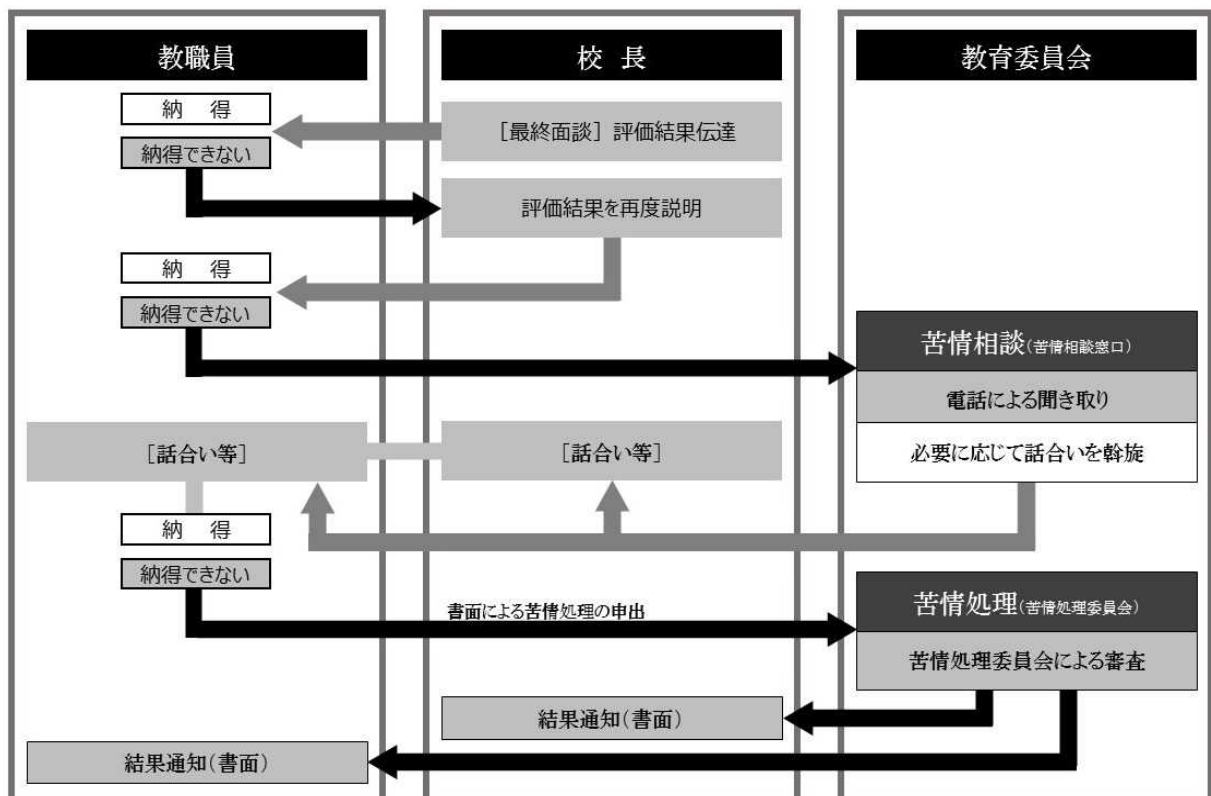 教職員
校 長
教育委員会
納 得
［最終面談］評価結果伝達
納得できない
評価結果を再度説明
納 得
納得できない
苦情相談(苦情相談窓口)
電話による聞き取り
必要に応じて話合いを斡旋
［話合い等］
［話合い等］
納 得
納得できない
書面による苦情処理の申出
苦情処理(苦情処理委員会)
苦情処理委員会による審査
結果通知(書面)
結果通知(書面)